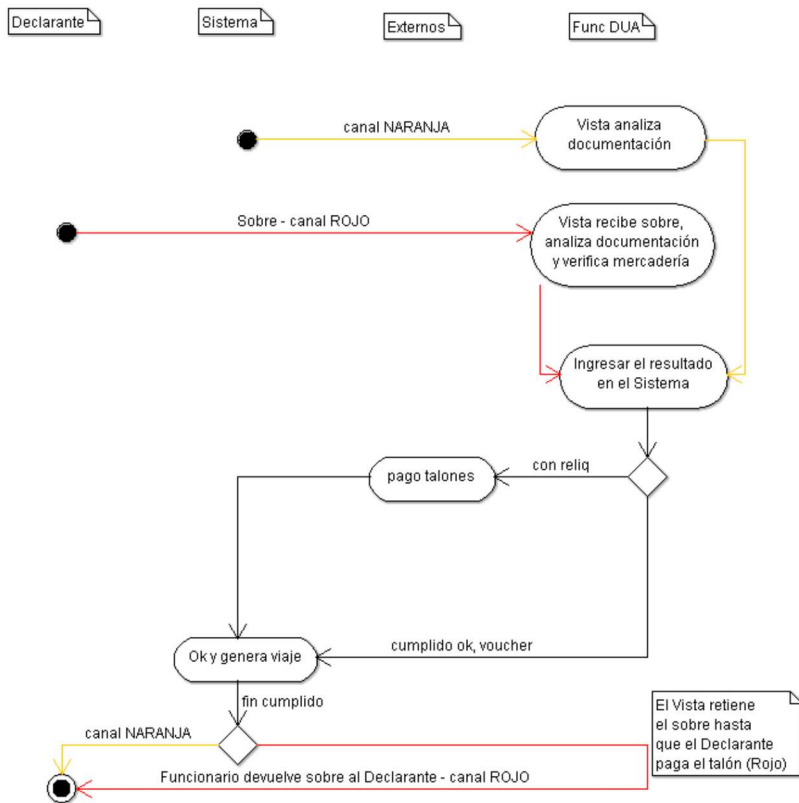 Declarante
Sistema
Externos
Func DUA
canal NARANJA
Vista analiza
documentación
Sobre - canal ROJO
Vista recibe sobre,
analiza documentación
y verifica mercadería
Ingresar el resultado
en el Sistema
con reliq
pago talones
cumplido ok, voucher
Ok y genera viaje
fin cumplido
El Vista retiene
el sobre hasta
que el Declarante
paga el talón (Rojo)
canal NARANJA
Funcionario devuelve sobre al Declarante - canal ROJO